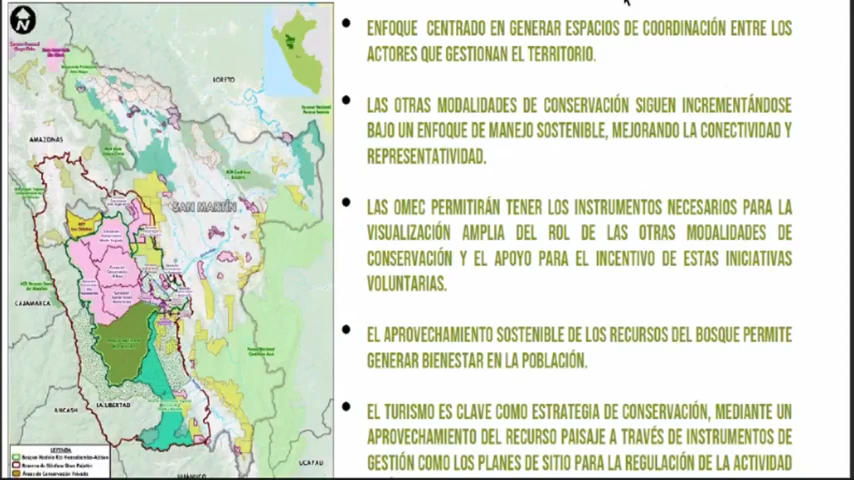 ENFOQUE CENTRADO EN GENERAR ESPACIOS DE COORDINACIÓN ENTRE LOS
ACTORES QUE GESTIONAN EL TERRITORIO.
LAS OTRAS MODALIDADES DE CONSERVACIÓN SIGUEN INCREMENTÁNDOSE
BAJO UN ENFOQUE DE MANEJO SOSTENIBLE, MEJORANDO LA CONECTIVIDAD Y
REPRESENTATIVIDAD.
LAS OMEC PERMITIRÁN TENER LOS INSTRUMENTOS NECESARIOS PARA LA
VISUALIZACIÓN AMPLIA DEL ROL DE LAS OTRAS MODALIDADES DE
CONSERVACIÓN Y EL APOYO PARA EL INCENTIVO DE ESTAS INICIATIVAS
VOLUNTARIAS.
EL APROVECHAMIENTO SOSTENIBLE DE LOS RECURSOS DEL BOSQUE PERMITE
GENERAR BIENESTAR EN LA POBLACIÓN.
EL TURISMO ES CLAVE COMO ESTRATEGIA DE CONSERVACIÓN, MEDIANTE UN
APROVECHAMIENTO DEL RECURSO PAISAJE A TRAVÉS DE INSTRUMENTOS DE
GESTIÓN COMO LOS PLANES DE SITIO PARA LA REGULACIÓN DE LA ACTIVIDAD
N
LORETO
AMAZONAS
SAN MARTÍN
CAJAMARCA
ANCASH
LA LIBERTAD
HUÁNUCO
UCAYALI
LEYENDA